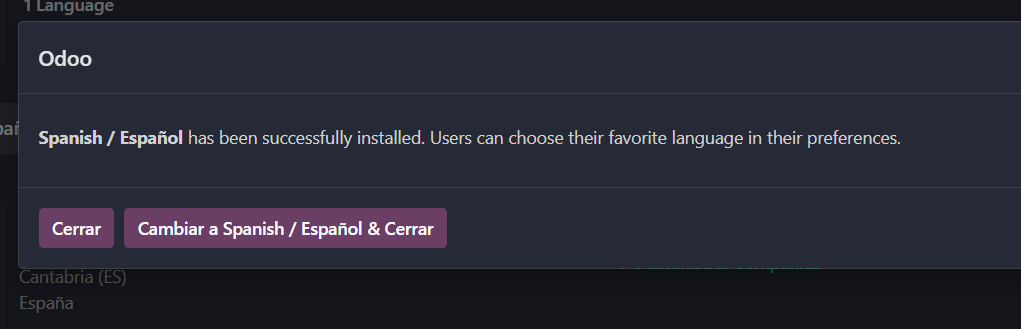 1 Language
Odoo
Spanish / Español has been successfully installed. Users can choose their favorite language in their preferences.
Cerrar
Cambiar a Spanish / Español & Cerrar
Cantabria (ES)
España